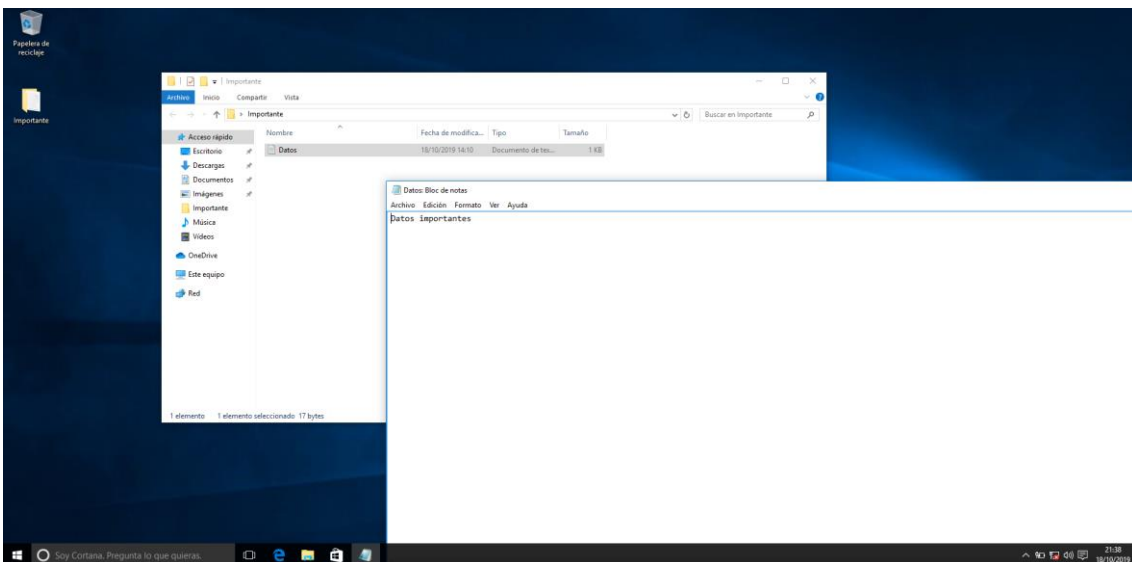 Papelera de
reciclaje
Importante
Importante
Archivo Inicio Compartir Vista
Importante
Buscar en Importante
Acceso rápido
Escritorio
Descargas
Documentos
Imágenes
Importante
Música
Vídeos
OneDrive
Este equipo
Red
Nombre Fecha de modifica... Tipo Tamaño
Datos 18/10/2019 14:10 Documento de tex... 1 KB
1 elemento 1 elemento seleccionado 17 bytes
Datos: Bloc de notas
Archivo Edición Formato Ver Ayuda
Datos importantes
Soy Cortana. Pregunta lo que quieras.
21:38
18/10/2019